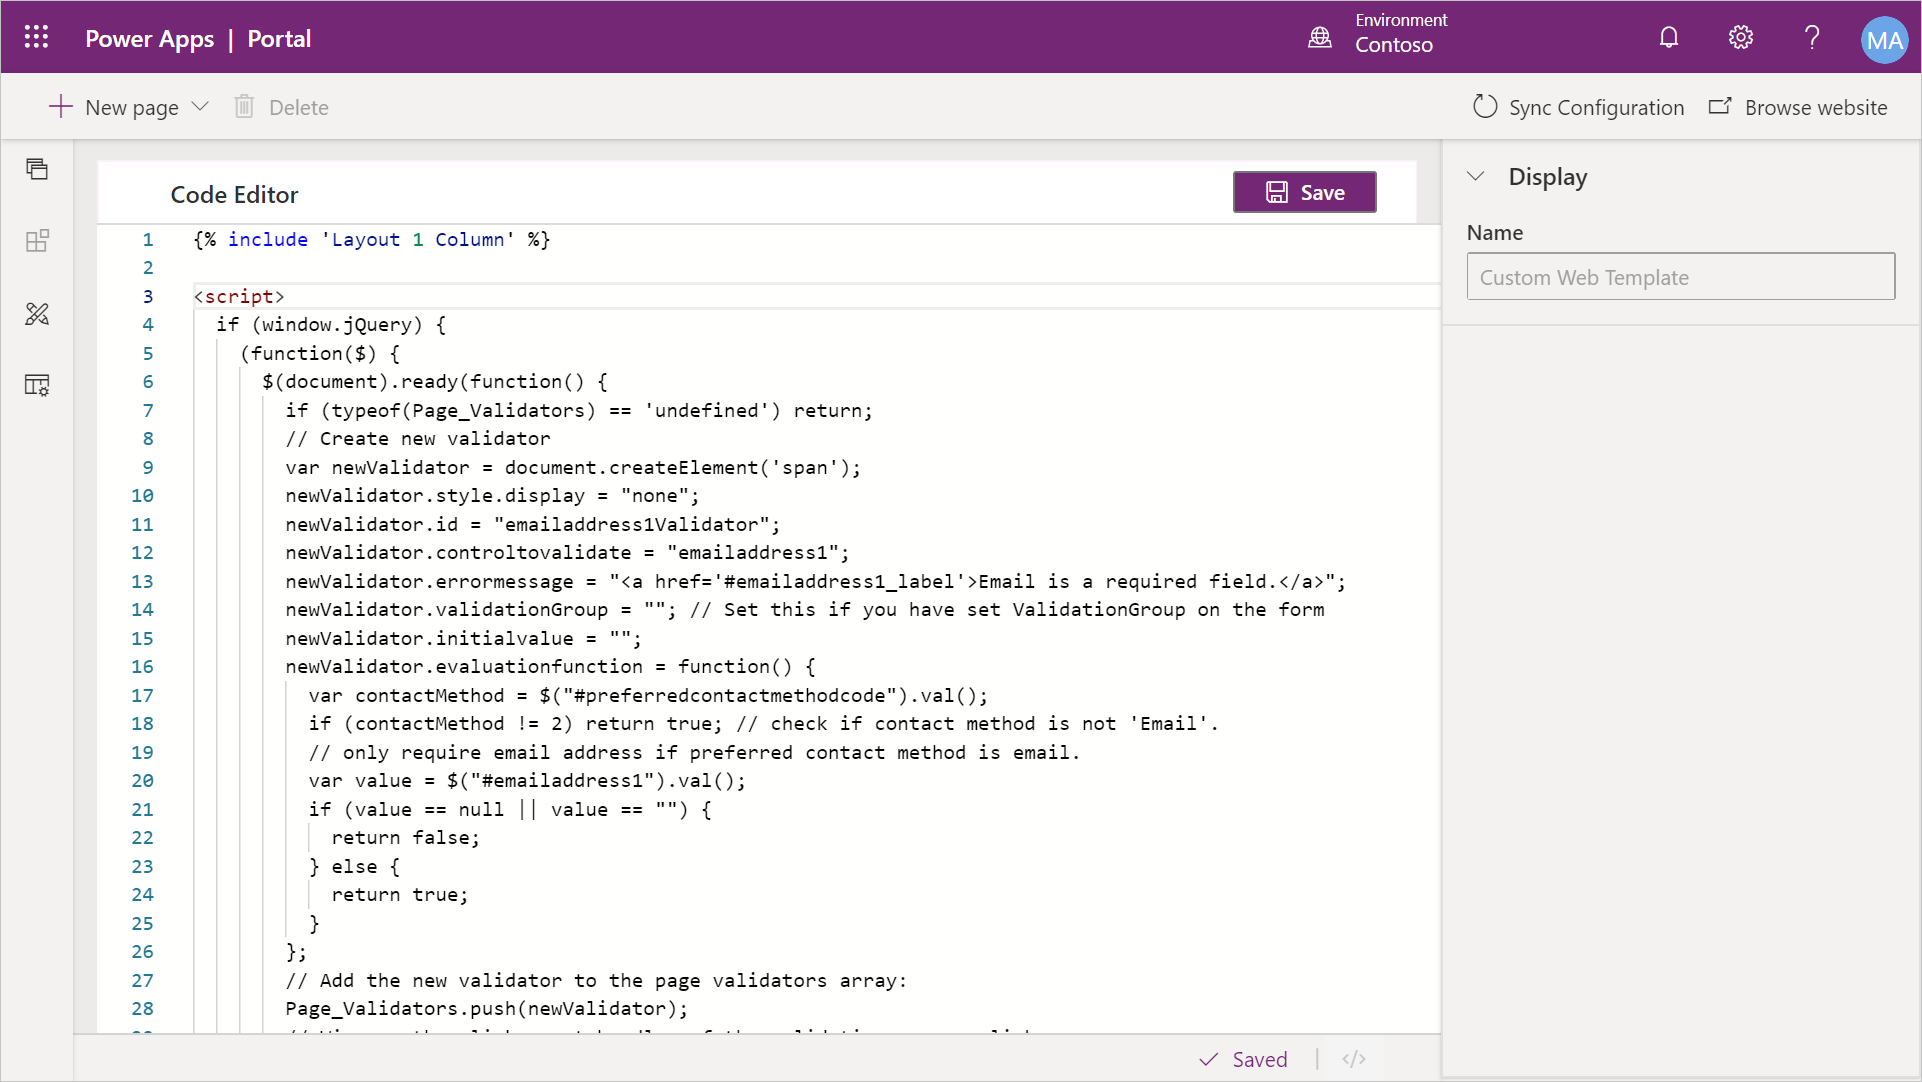 Power Apps | Portal
Environment
Contoso
MA
New page
Delete
Sync Configuration
Browse website
Code Editor
Save
1 {% include 'Layout 1 Column' %}
2
3 <script>
4 if (window.jQuery) {
5 (function($) {
6 $(document).ready(function() {
7 if (typeof(Page_Validators) == 'undefined') return;
8 // Create new validator
9 var newValidator = document.createElement('span');
10 newValidator.style.display = "none";
11 newValidator.id = "emailaddress1Validator";
12 newValidator.controltovalidate = "emailaddress1";
13 newValidator.errormessage = "<a href='#emailaddress1_label'>Email is a required field.</a>";
14 newValidator.validationGroup = ""; // Set this if you have set ValidationGroup on the form
15 newValidator.initialvalue = "";
16 newValidator.evaluationfunction = function() {
17 var contactMethod = $("#preferredcontactmethodcode").val();
18 if (contactMethod != 2) return true; // check if contact method is not 'Email'.
19 // only require email address if preferred contact method is email.
20 var value = $("#emailaddress1").val();
21 if (value == null || value == "") {
22 return false;
23 } else {
24 return true;
25 }
26 };
27 // Add the new validator to the page validators array:
28 Page_Validators.push(newValidator);
Display
Name
Custom Web Template
Saved | </>